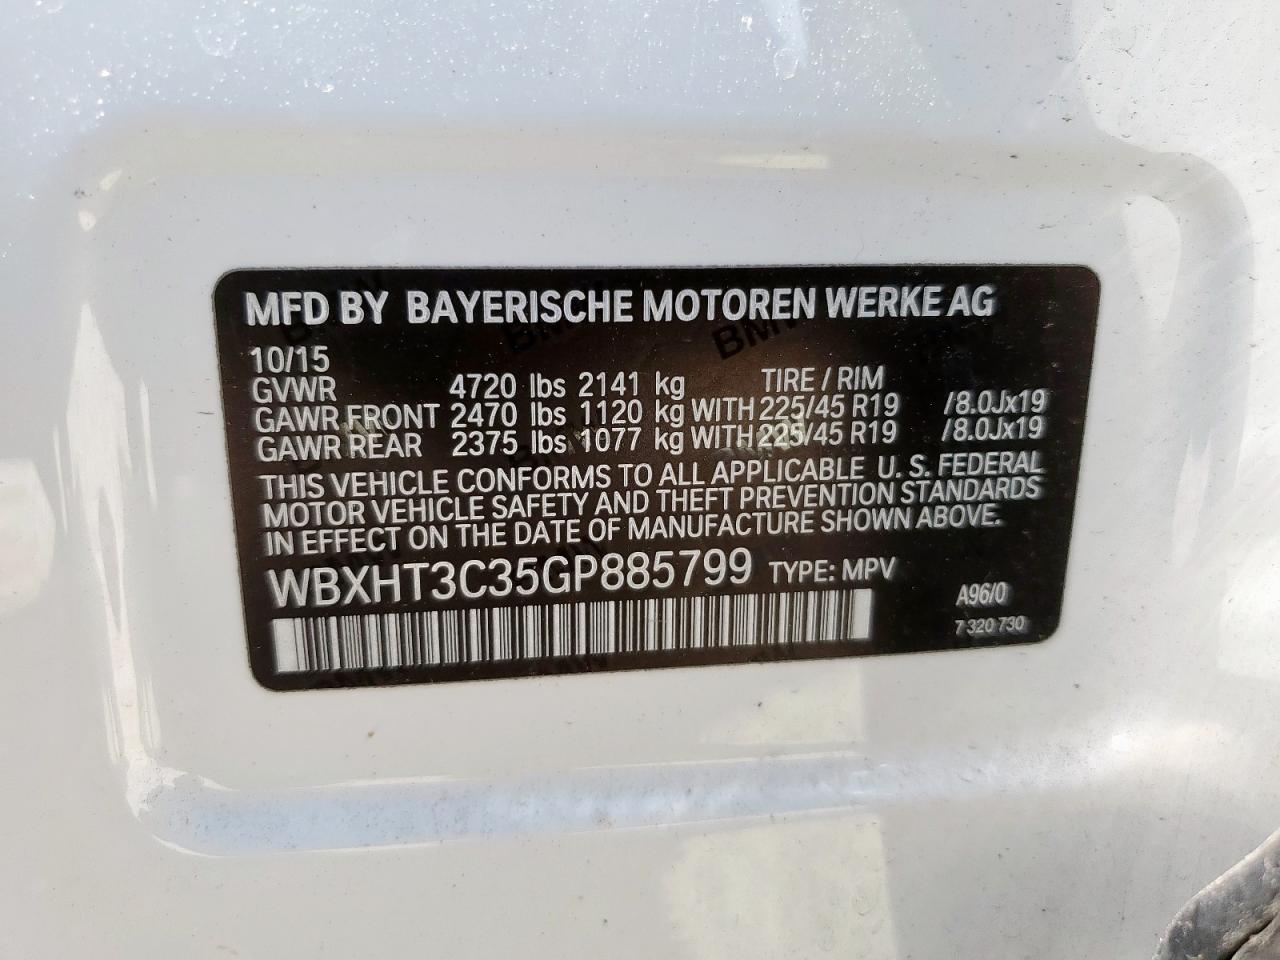 MFD BY BAYERISCHE MOTOREN WERKE AG
10/15
GVWR 4720 lbs 2141 kg TIRE / RIM
GAWR FRONT 2470 lbs 1120 kg WITH 225/45 R19 /8.0Jx19
GAWR REAR 2375 lbs 1077 kg WITH 225/45 R19 /8.0Jx19
THIS VEHICLE CONFORMS TO ALL APPLICABLE U. S. FEDERAL
MOTOR VEHICLE SAFETY AND THEFT PREVENTION STANDARDS
IN EFFECT ON THE DATE OF MANUFACTURE SHOWN ABOVE.
WBXHT3C35GP885799 TYPE: MPV
A96/0
7 320 730